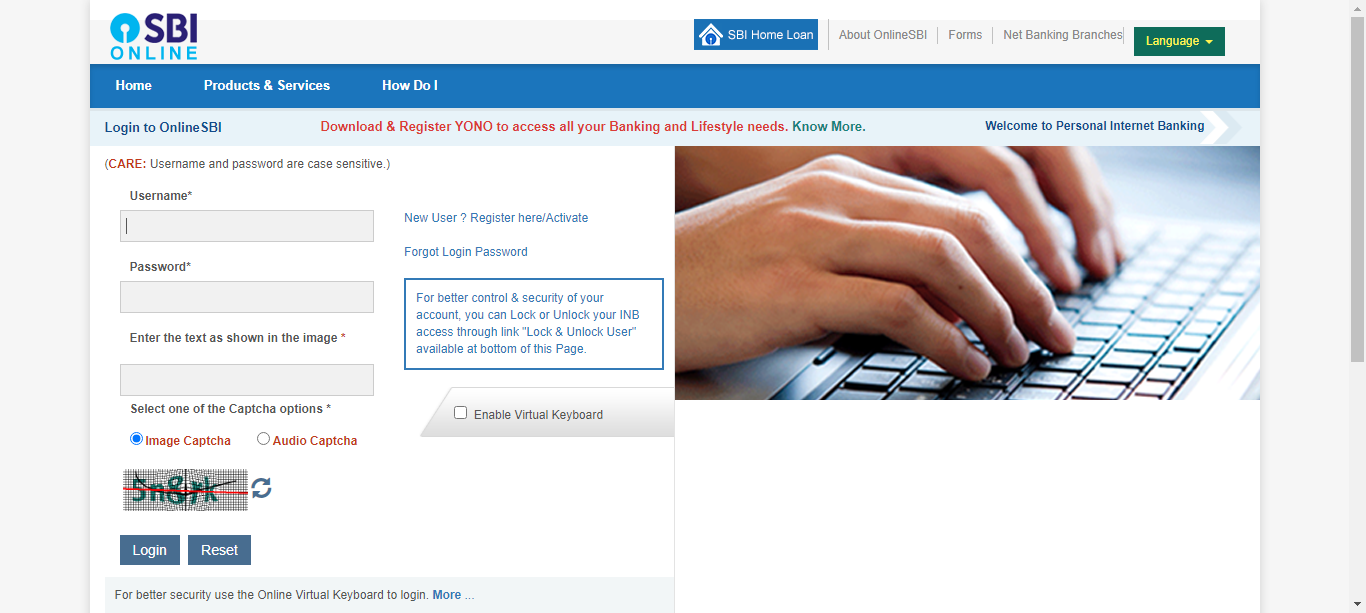 SBI
ONLINE
SBI Home Loan
About OnlineSBI
Forms
Net Banking Branches
Language
Home
Products & Services
How Do I
Login to OnlineSBI
Download & Register YONO to access all your Banking and Lifestyle needs. Know More.
Welcome to Personal Internet Banking
(CARE: Username and password are case sensitive.)
Username*
Password*
Enter the text as shown in the image *
Select one of the Captcha options *
Image Captcha
Audio Captcha
Login
Reset
New User ? Register here/Activate
Forgot Login Password
For better control & security of your
account, you can Lock or Unlock your INB
access through link "Lock & Unlock User"
available at bottom of this Page.
Enable Virtual Keyboard
For better security use the Online Virtual Keyboard to login. More ...